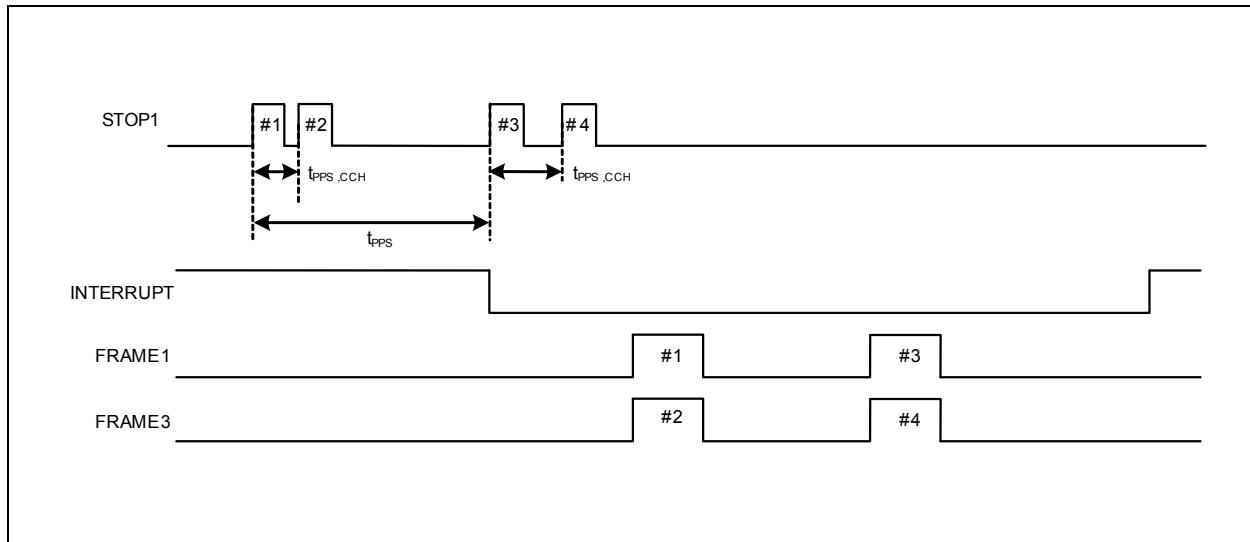 STOP1
#1 #2 #3 #4
tPPS ,CCH tPPS ,CCH
tPPS
INTERRUPT
FRAME1 #1 #3
FRAME3 #2 #4